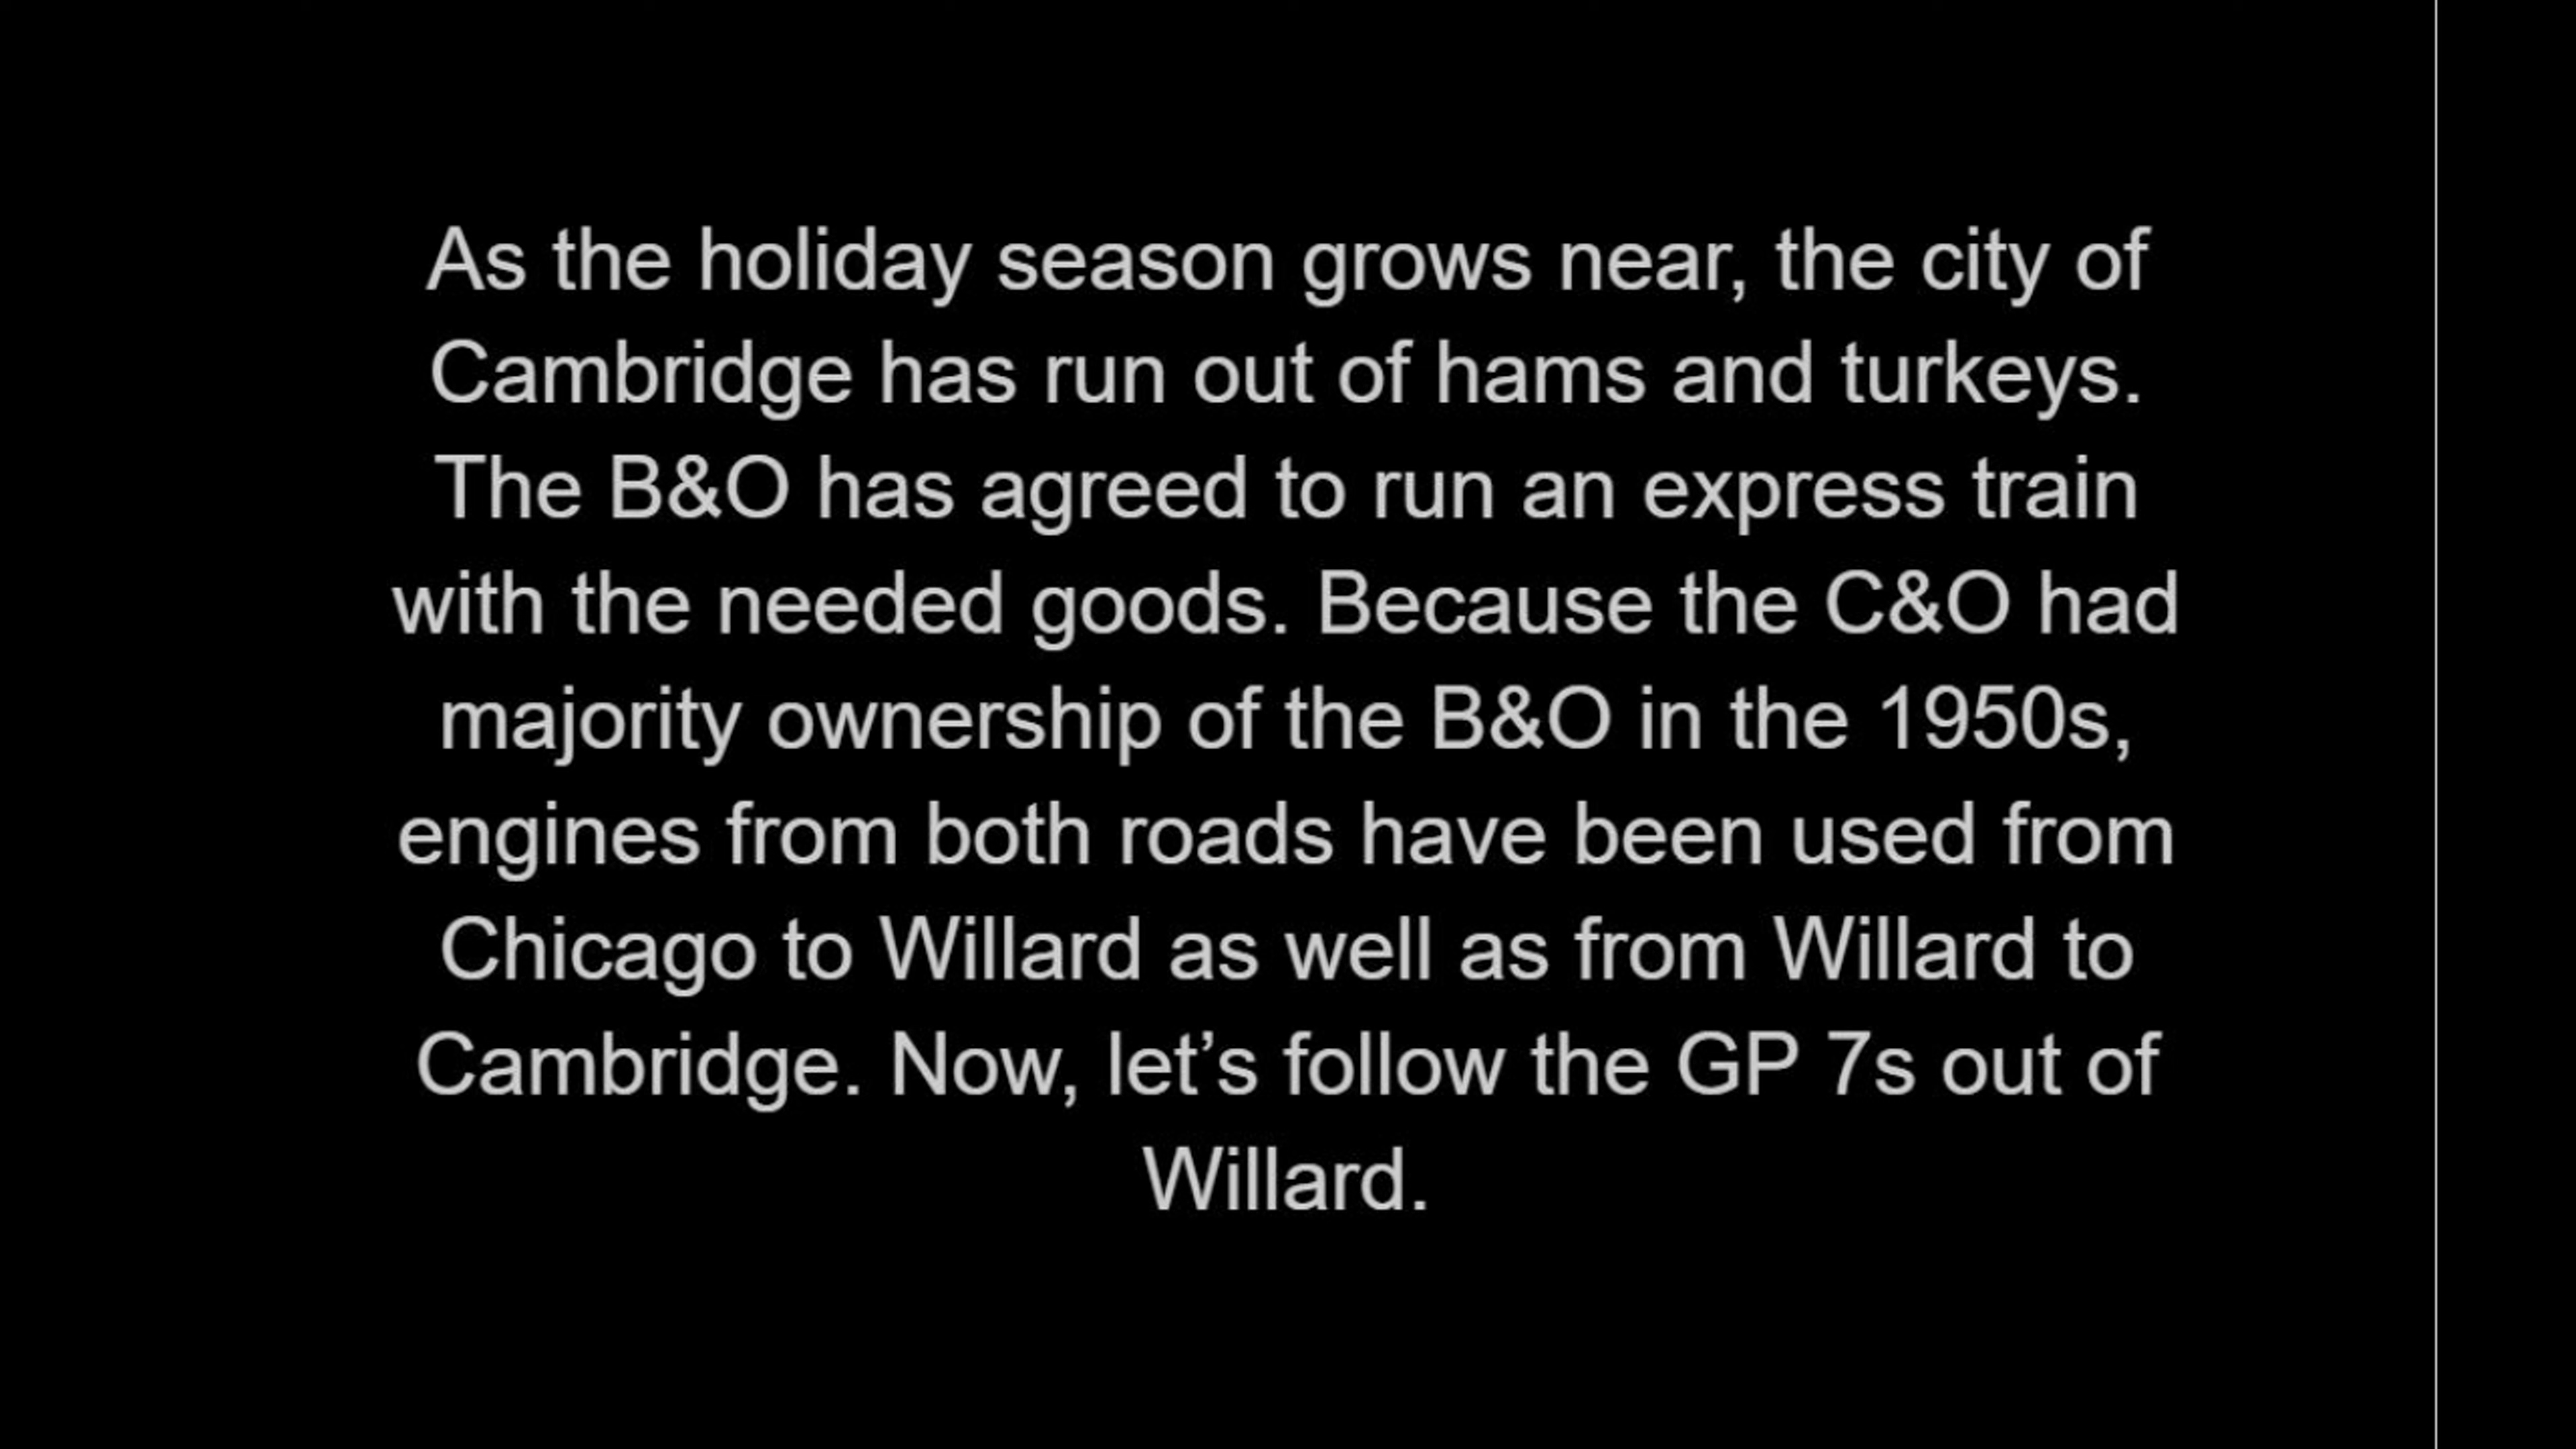 As the holiday season grows near, the city of
Cambridge has run out of hams and turkeys.
The B&O has agreed to run an express train
with the needed goods. Because the C&O had
majority ownership of the B&O in the 1950s,
engines from both roads have been used from
Chicago to Willard as well as from Willard to
Cambridge. Now, let’s follow the GP 7s out of
Willard.